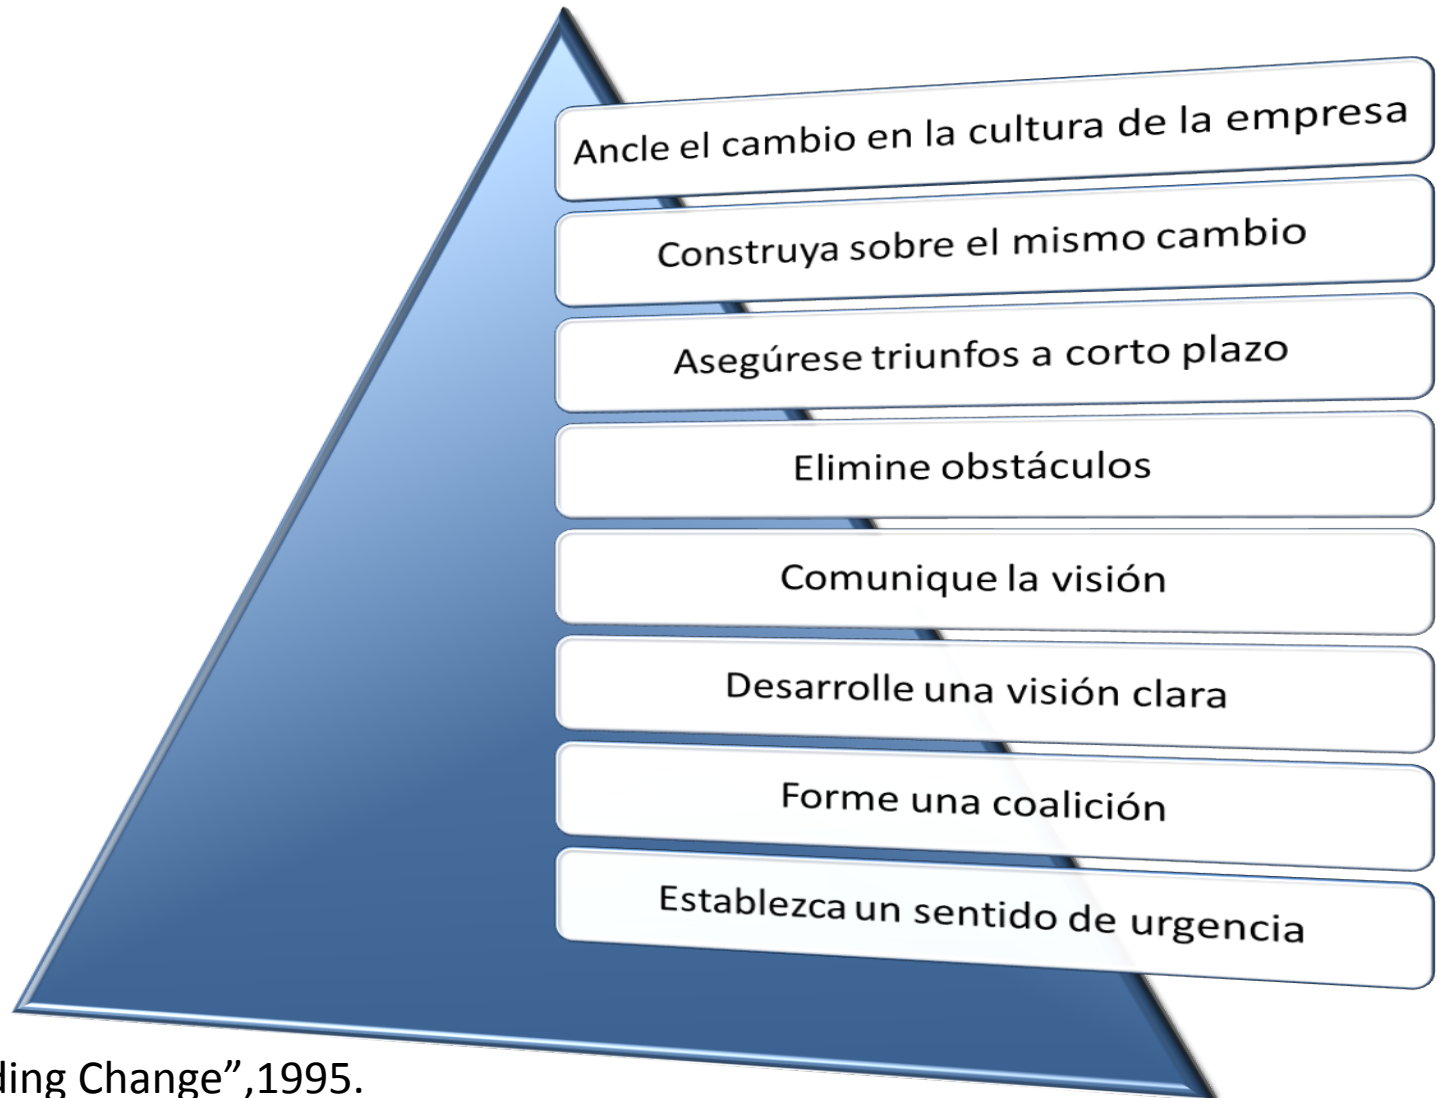 Ancle el cambio en la cultura de la empresa
Construya sobre el mismo cambio
Asegúrese triunfos a corto plazo
Elimine obstáculos
Comunique la visión
Desarrolle una visión clara
Forme una coalición
Establezca un sentido de urgencia
Change”,1995.